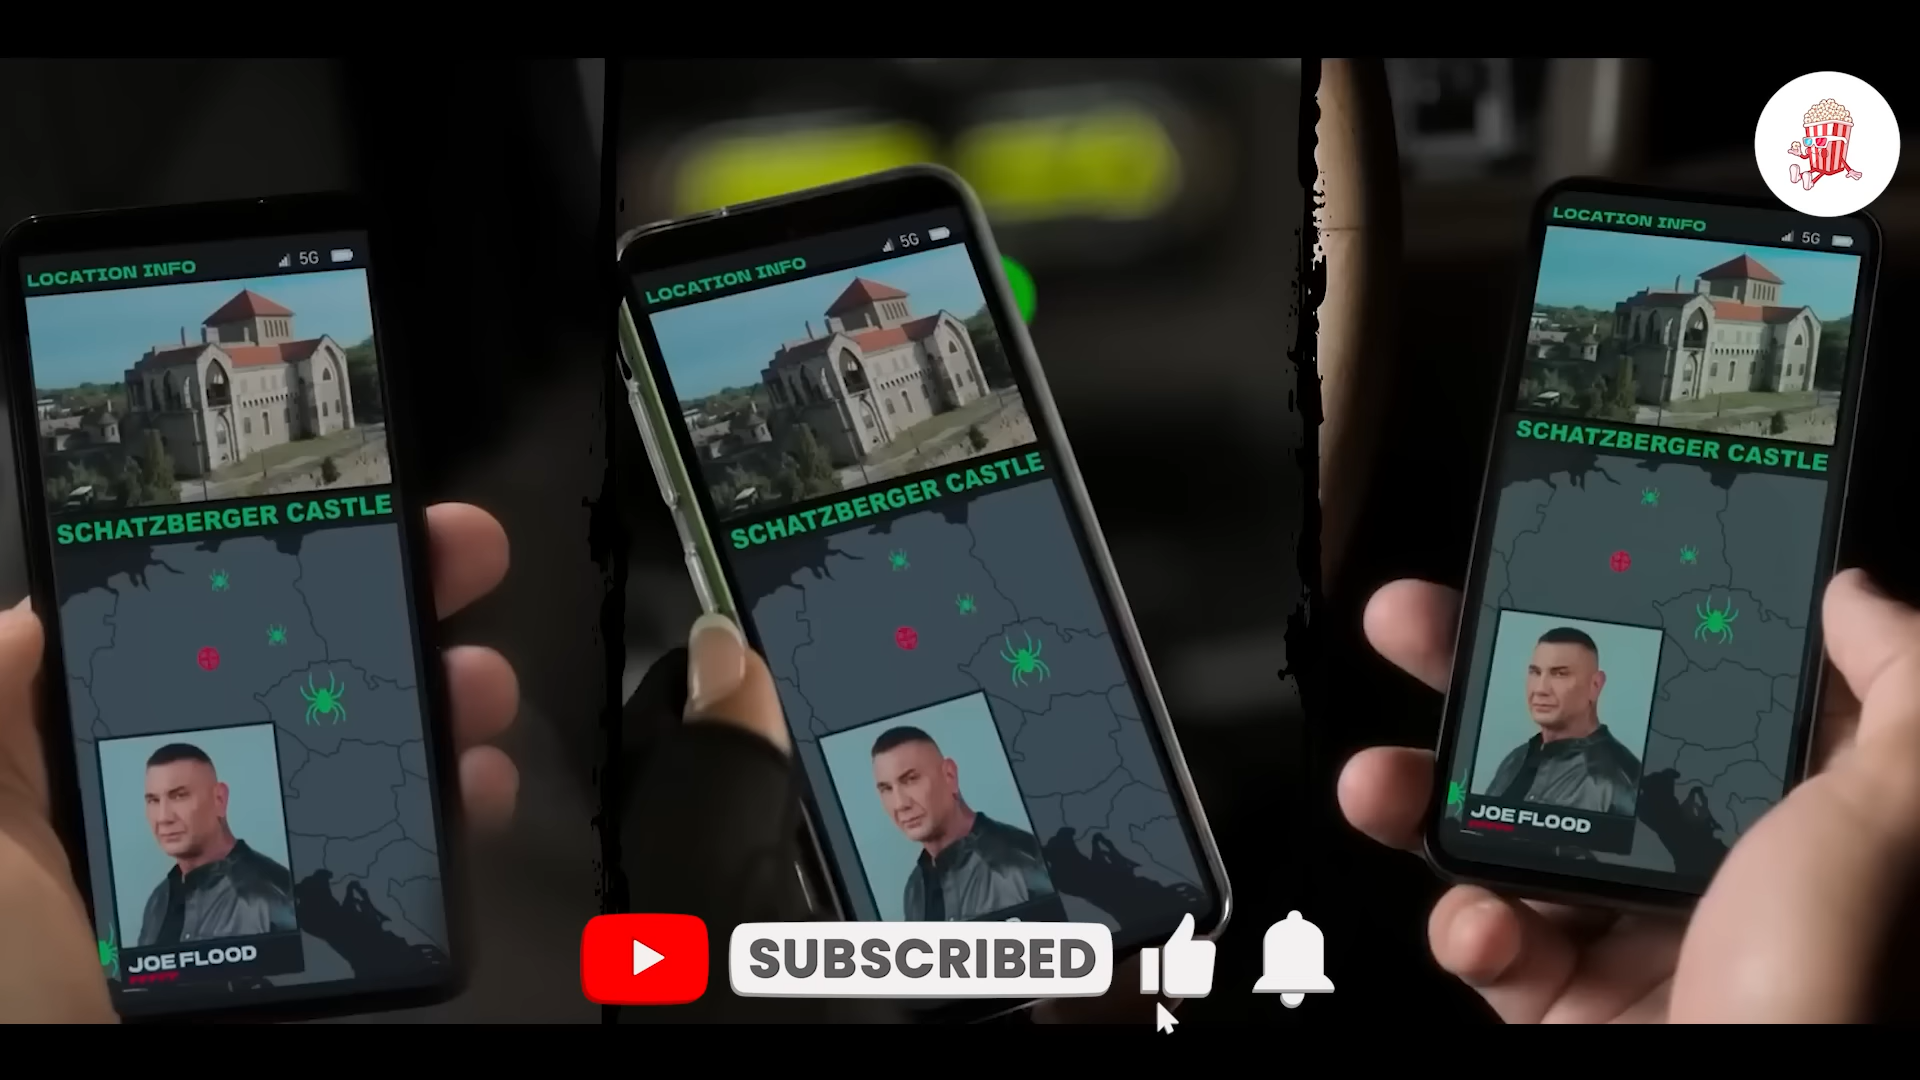 LOCATION INFO
5G
SCHATZBERGER CASTLE
JOE FLOOD
LOCATION INFO
5G
SCHATZBERGER CASTLE
LOCATION INFO
5G
SCHATZBERGER CASTLE
JOE FLOOD
SUBSCRIBED